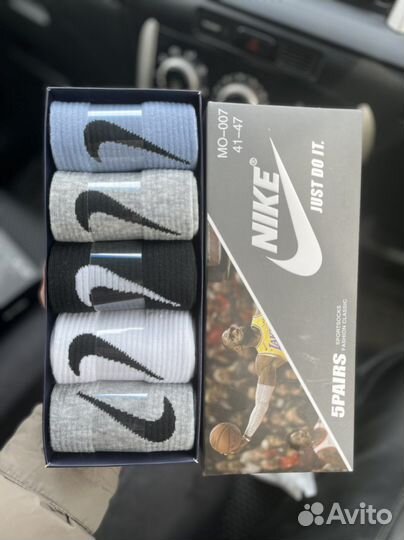 MO-007
41-47
NIKE®
JUST DO IT.
5PAIRS
SPORTSOCKS
FASHION CLASSIC
Avito